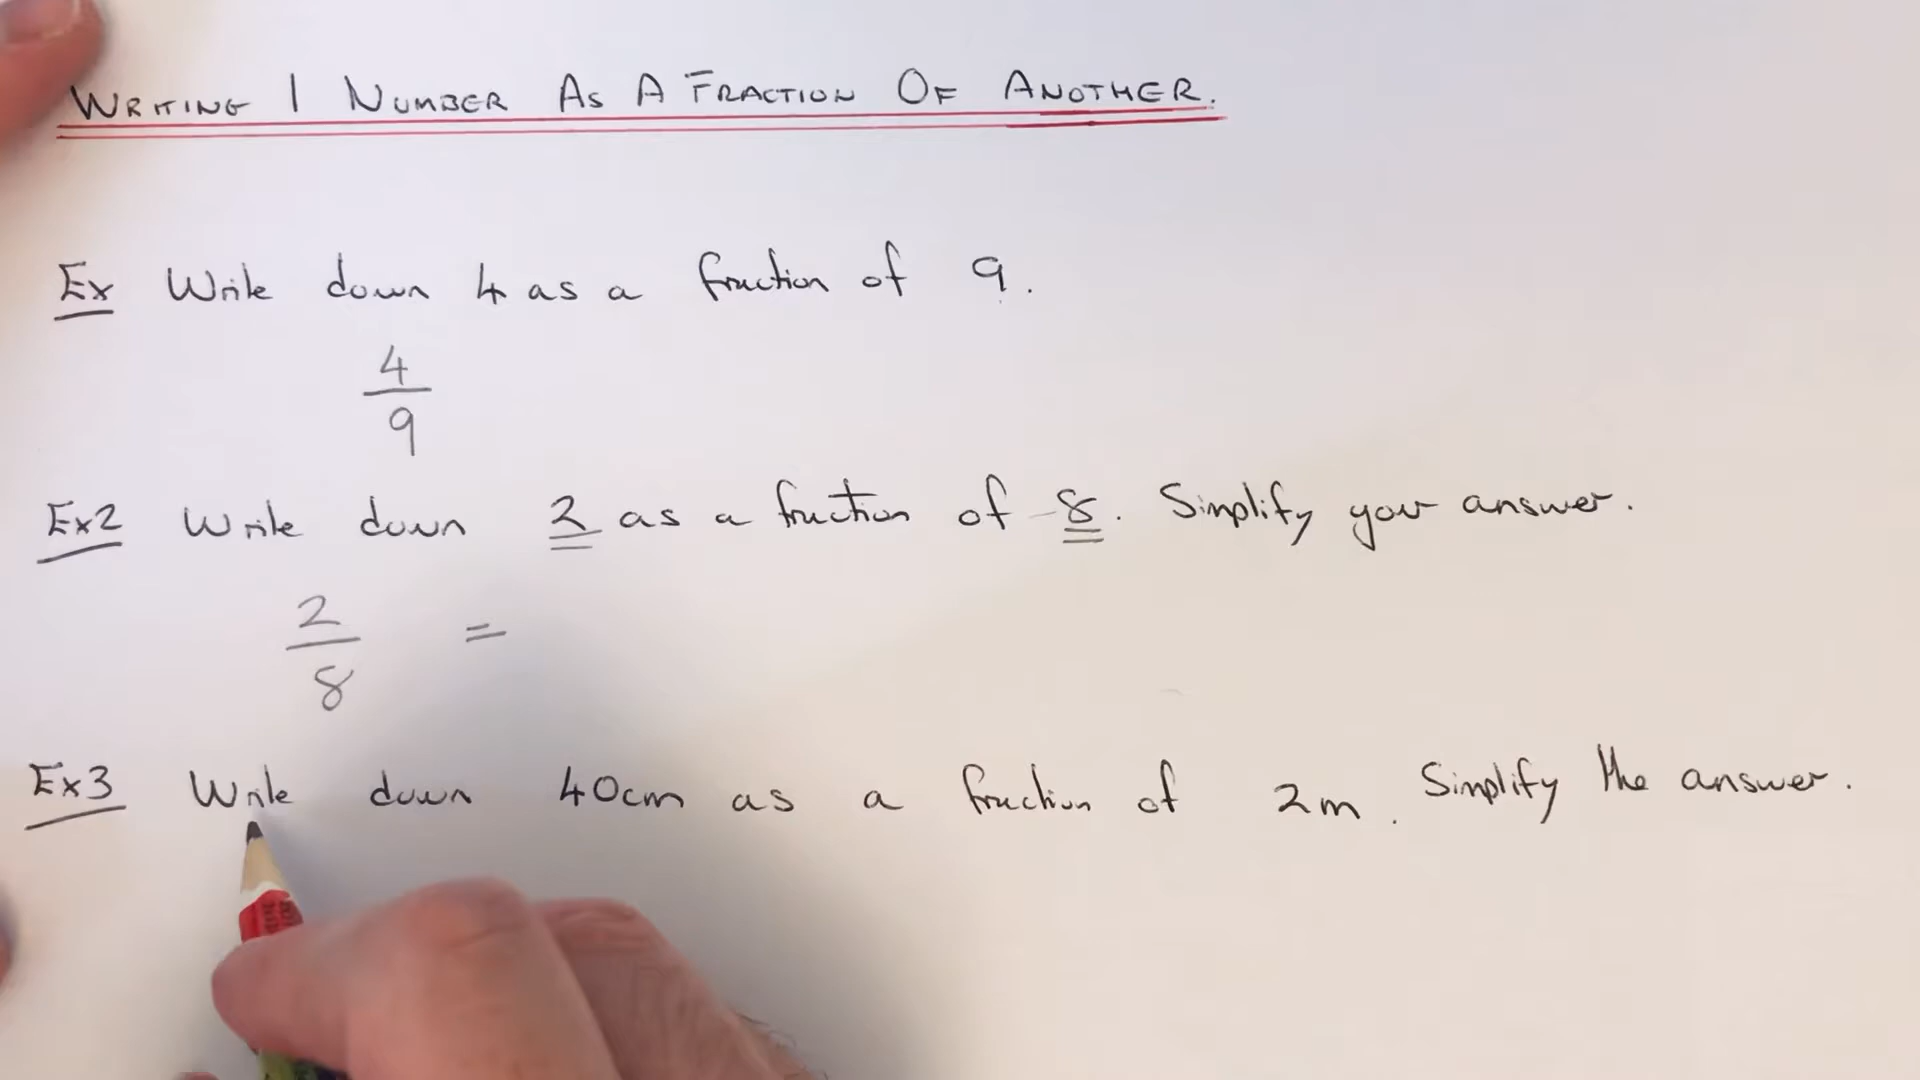 WRITING 1 NUMBER AS A FRACTION OF ANOTHER.
Ex Write down 4 as a fraction of 9.
4
9
Ex2 Write down 2 as a fraction of 8. Simplify your answer.
2 =
8
Ex3 Write down 40cm as a fraction of 2m. Simplify the answer.